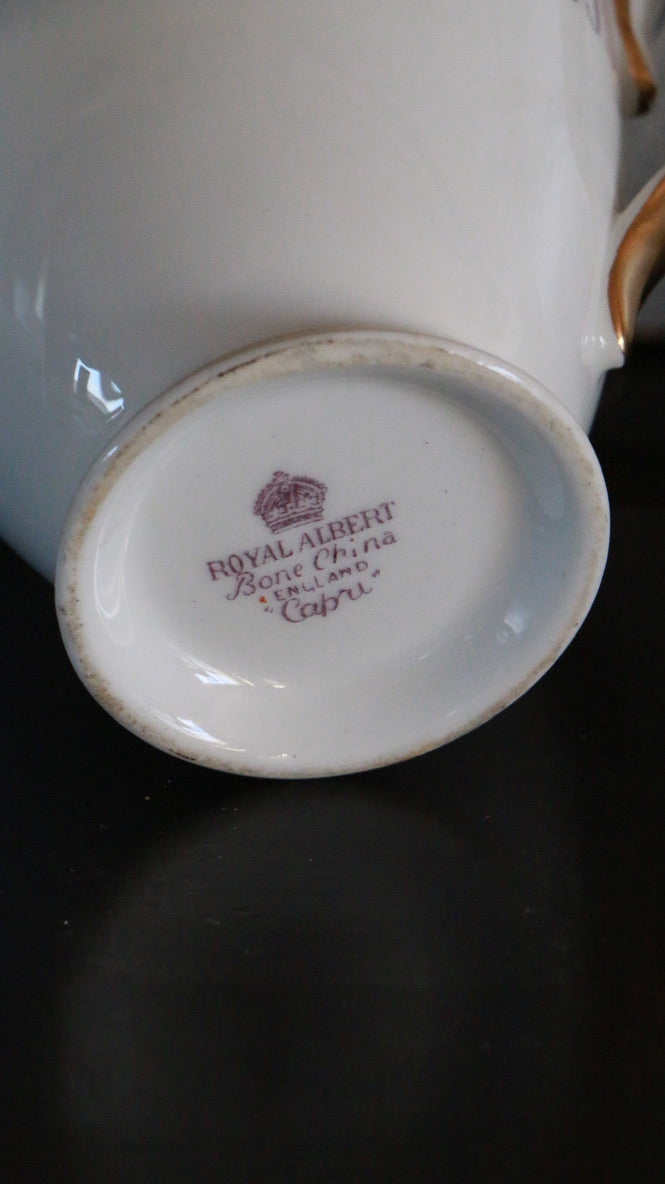 ROYAL ALBERT
Bone China
ENGLAND
"Capri"